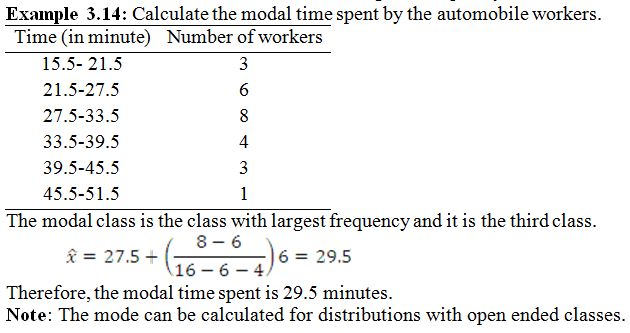 Example 3.14: Calculate the modal time spent by the automobile workers.
Time (in minute) Number of workers
15.5- 21.5 3
21.5-27.5 6
27.5-33.5 8
33.5-39.5 4
39.5-45.5 3
45.5-51.5 1
The modal class is the class with largest frequency and it is the third class.
x̂ = 27.5 + ( (8 − 6) / (16 − 6 − 4) ) 6 = 29.5
Therefore, the modal time spent is 29.5 minutes.
Note: The mode can be calculated for distributions with open ended classes.